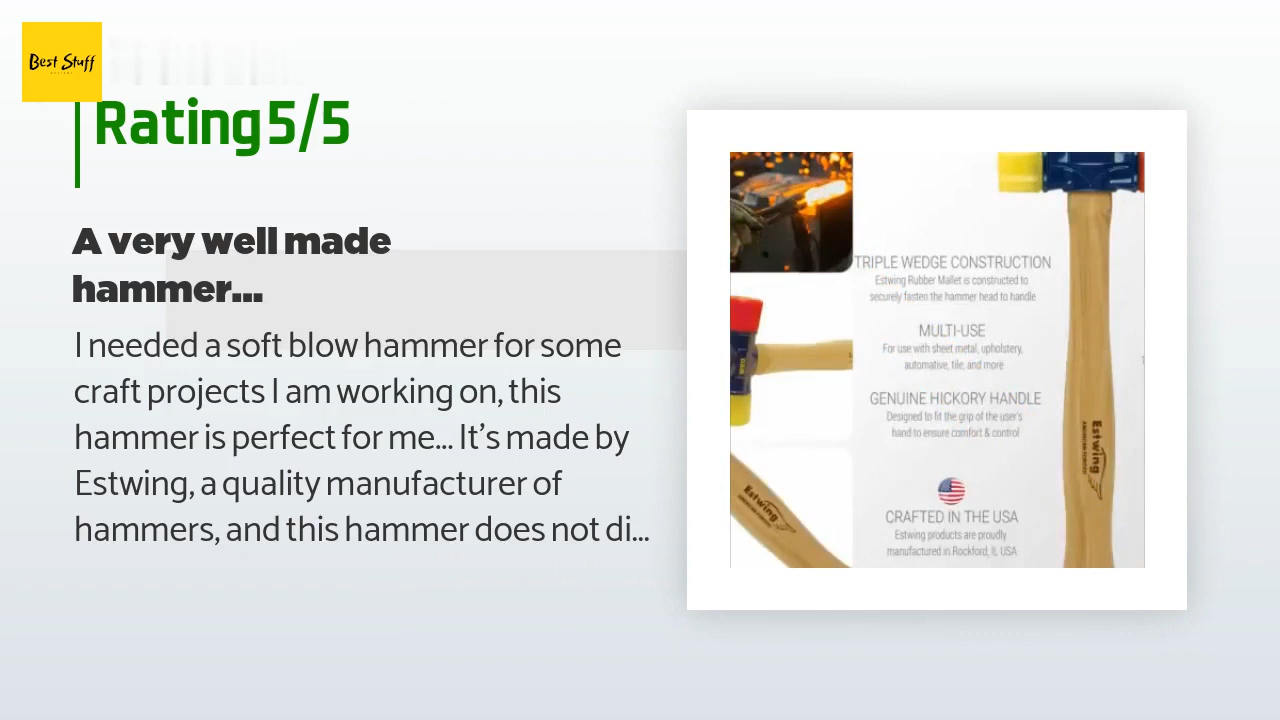 Best Stuff
Rating 5/5
A very well made
hammer...
I needed a soft blow hammer for some
craft projects I am working on, this
hammer is perfect for me... It's made by
Estwing, a quality manufacturer of
hammers, and this hammer does not di...
TRIPLE WEDGE CONSTRUCTION
Estwing Rubber Mallet is constructed to
securely fasten the hammer head to handle
MULTI-USE
For use with sheet metal, upholstery,
automotive, tile, and more
GENUINE HICKORY HANDLE
Designed to fit the grip of the user's
hand to ensure comfort & control
CRAFTED IN THE USA
Estwing products are proudly
manufactured in Rockford, IL USA
Estwing
Estwing